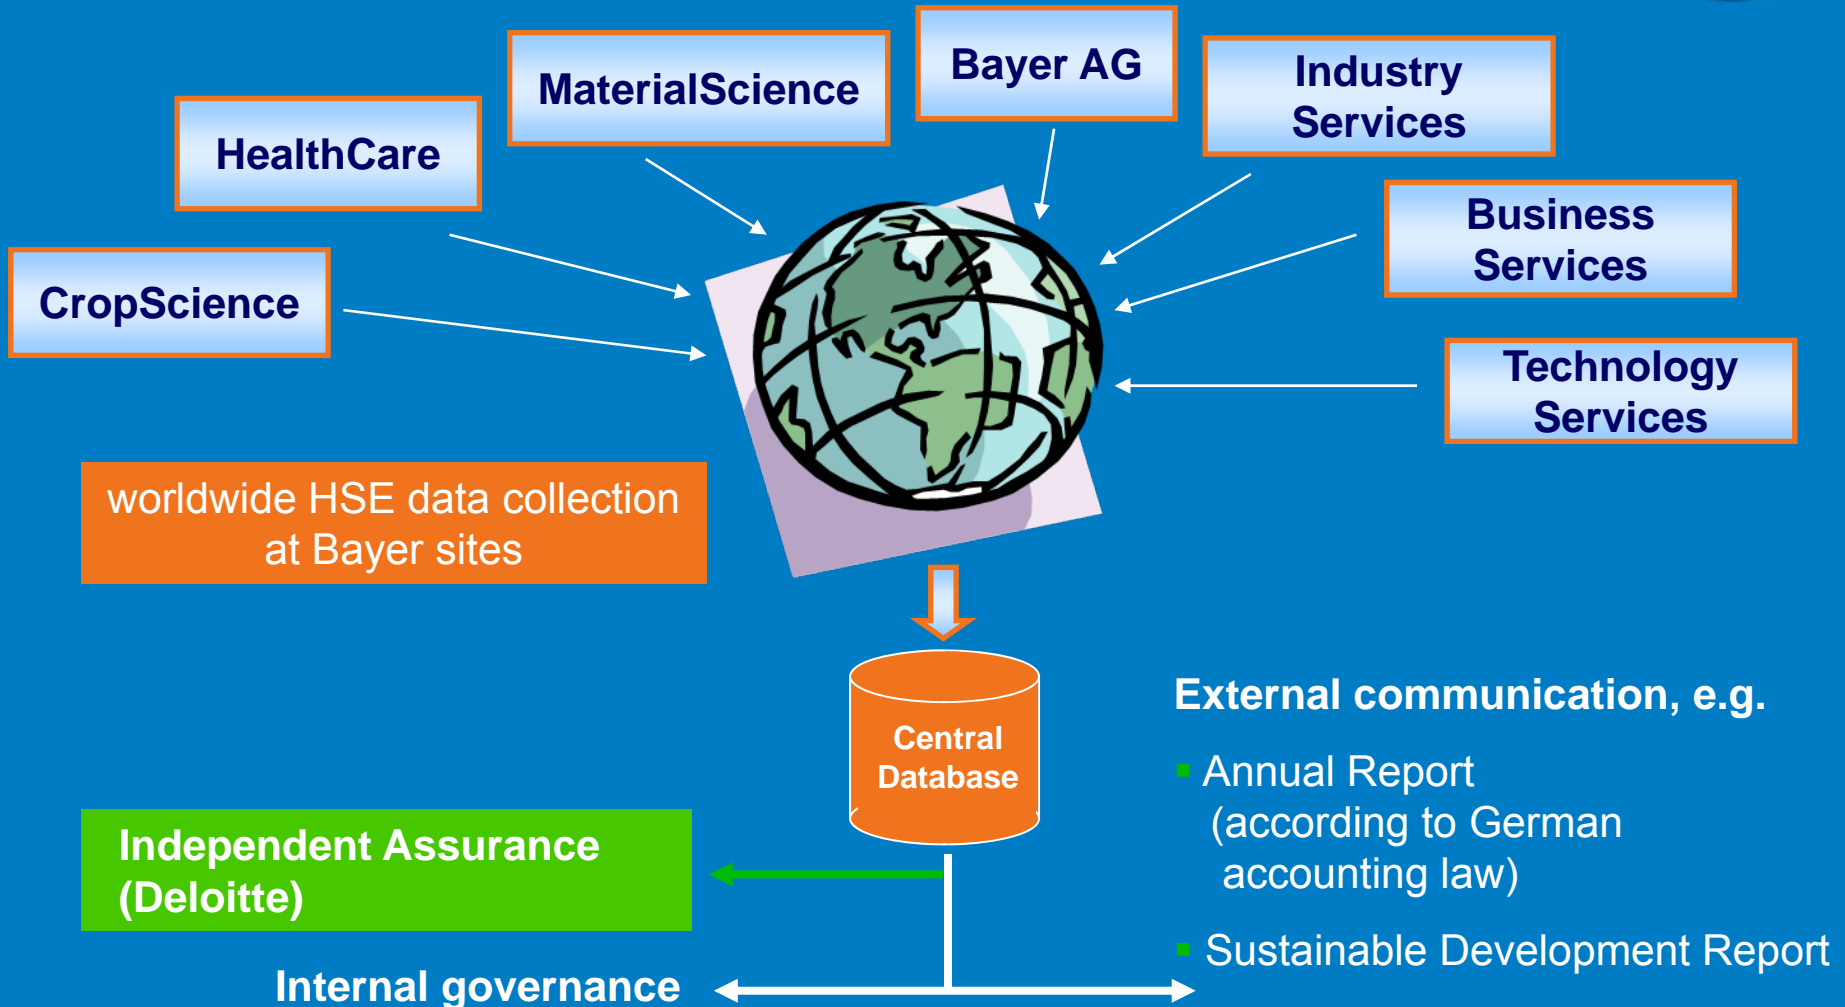 Bayer AG
MaterialScience
Industry
Services
HealthCare
Business
Services
CropScience
Technology
Services
worldwide HSE data collection
at Bayer sites
Central
Database
External communication, e.g.
Annual Report
(according to German
accounting law)
Sustainable Development Report
Independent Assurance
(Deloitte)
Internal governance